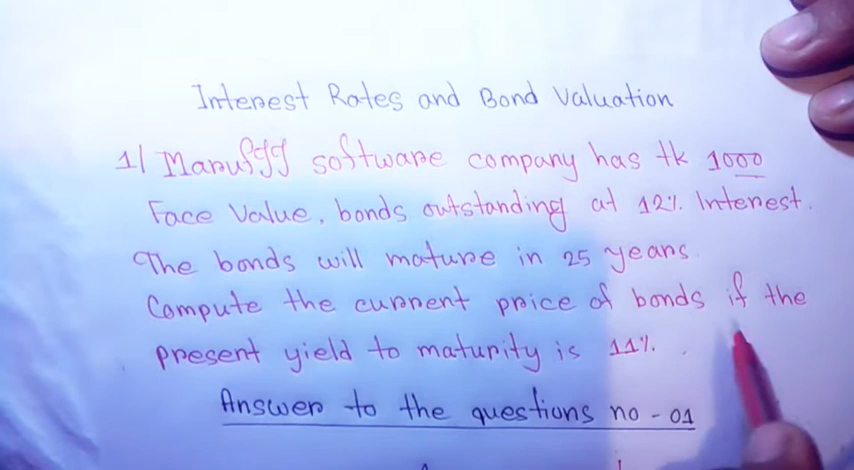 Interest Rates and Bond Valuation
1/ software company has tk 1000
Face Value, bonds outstanding at 12% Interest.
The bonds will mature in 25 years.
Compute the current price of bonds if the
present yield to maturity is 11%.
Answer to the questions no - 01